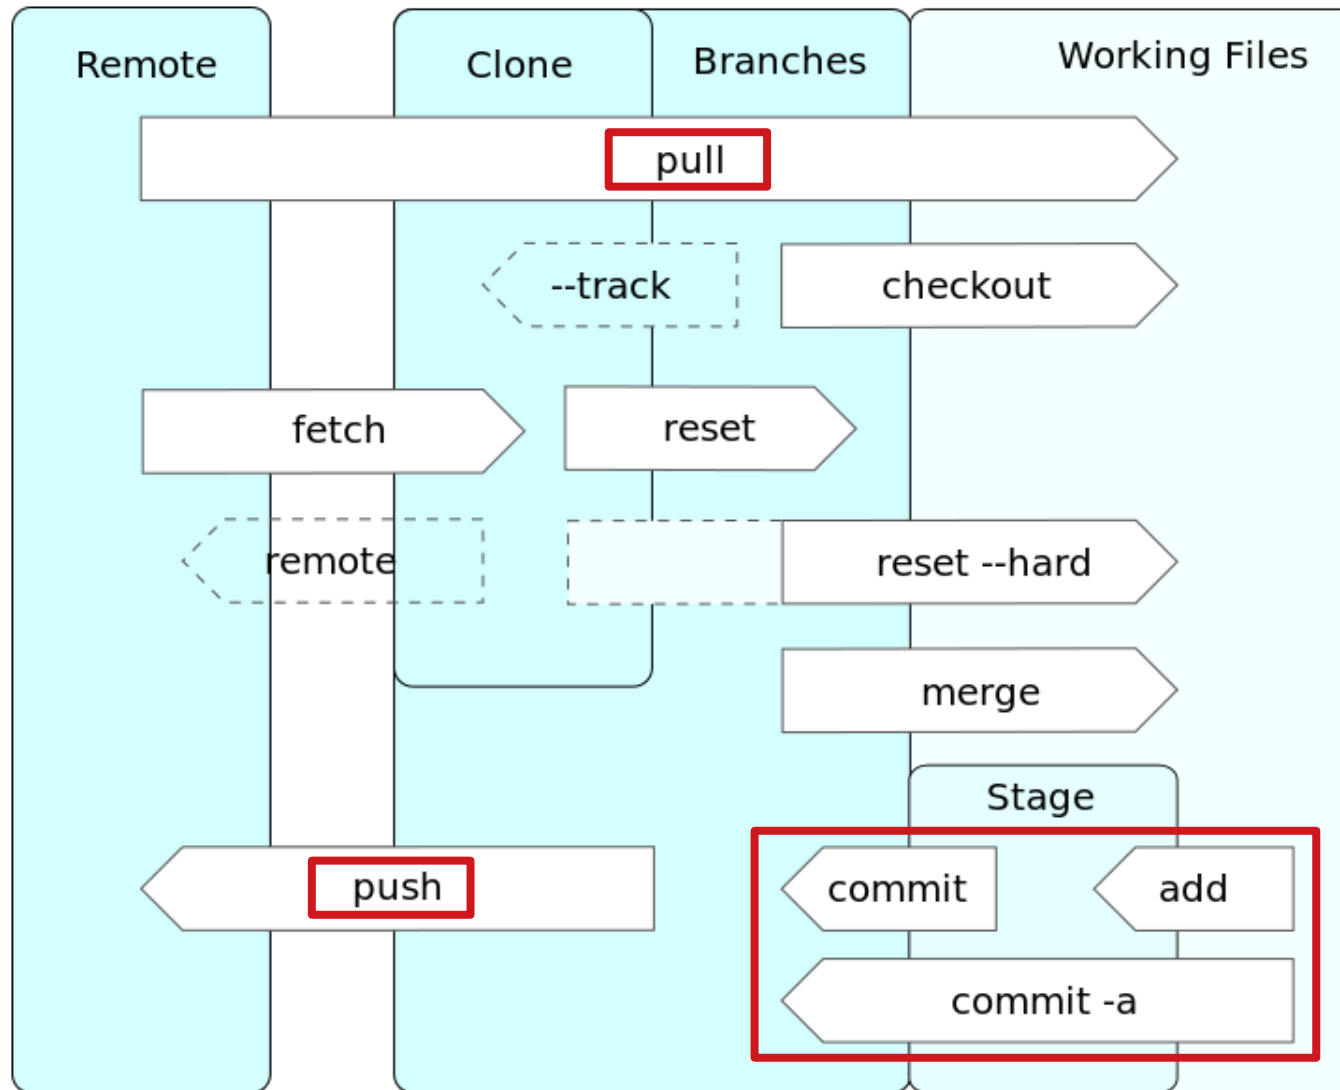 Remote
Clone
Branches
Working Files
pull
--track
checkout
fetch
reset
remote
reset --hard
merge
Stage
push
commit
add
commit -a